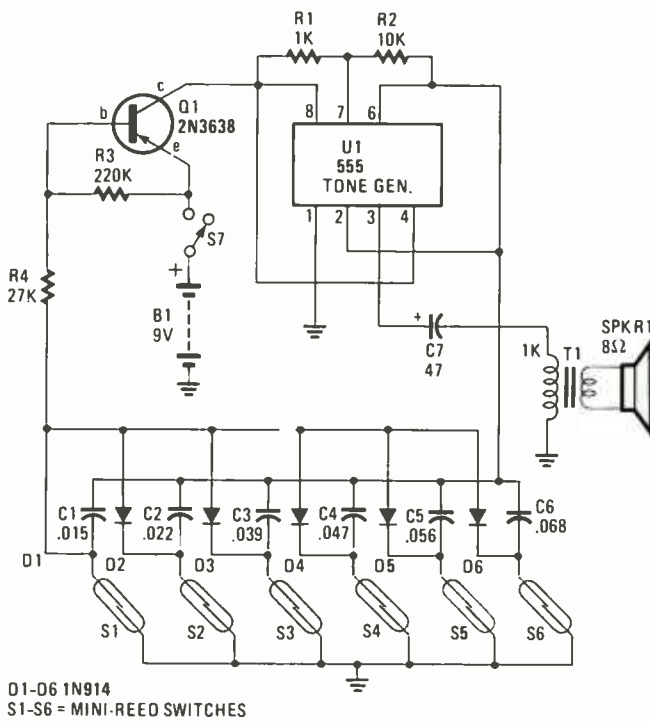 R1
1K
R2
10K
c
b
Q1
2N3638
e
8
7
6
U1
555
TONE GEN.
R3
220K
1
2
3
4
S7
R4
27K
+
B1
9V
+
C7
47
1K
T1
SPKR1
8Ω
C1
.015
C2
.022
C3
.039
C4
.047
C5
.056
C6
.068
D1
D2
D3
D4
D5
D6
S1
S2
S3
S4
S5
S6
D1-D6 1N914
S1-S6 = MINI-REED SWITCHES